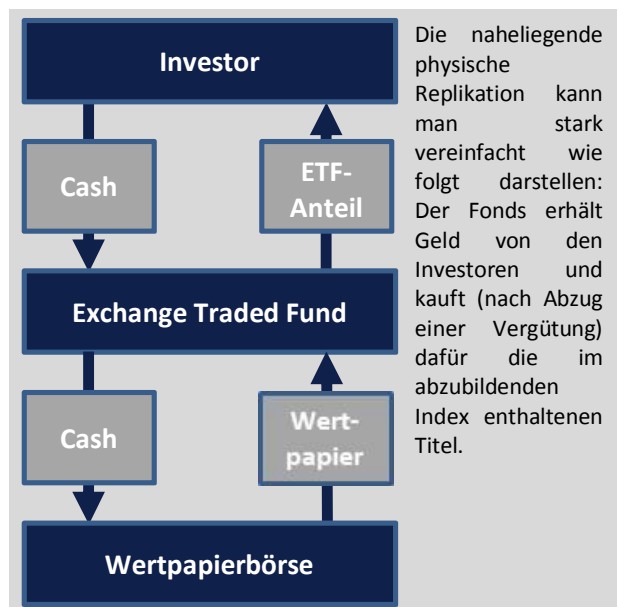 Investor
Cash
ETF-
Anteil
Exchange Traded Fund
Cash
Wert-
papier
Wertpapierbörse
Die naheliegende
physische
Replikation kann
man stark
vereinfacht wie
folgt darstellen:
Der Fonds erhält
Geld von den
Investoren und
kauft (nach Abzug
einer Vergütung)
dafür die im
abzubildenden
Index enthaltenen
Titel.